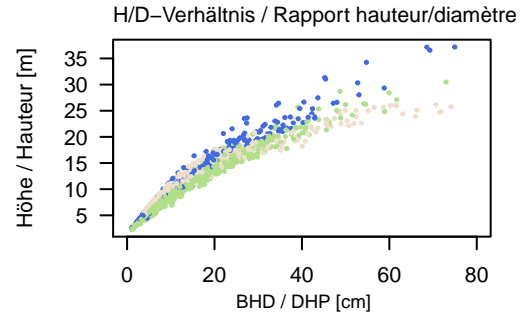 H/D−Verhältnis / Rapport hauteur/diamètre
Höhe / Hauteur [m]
35
30
25
20
15
10
5
0 20 40 60 80
BHD / DHP [cm]